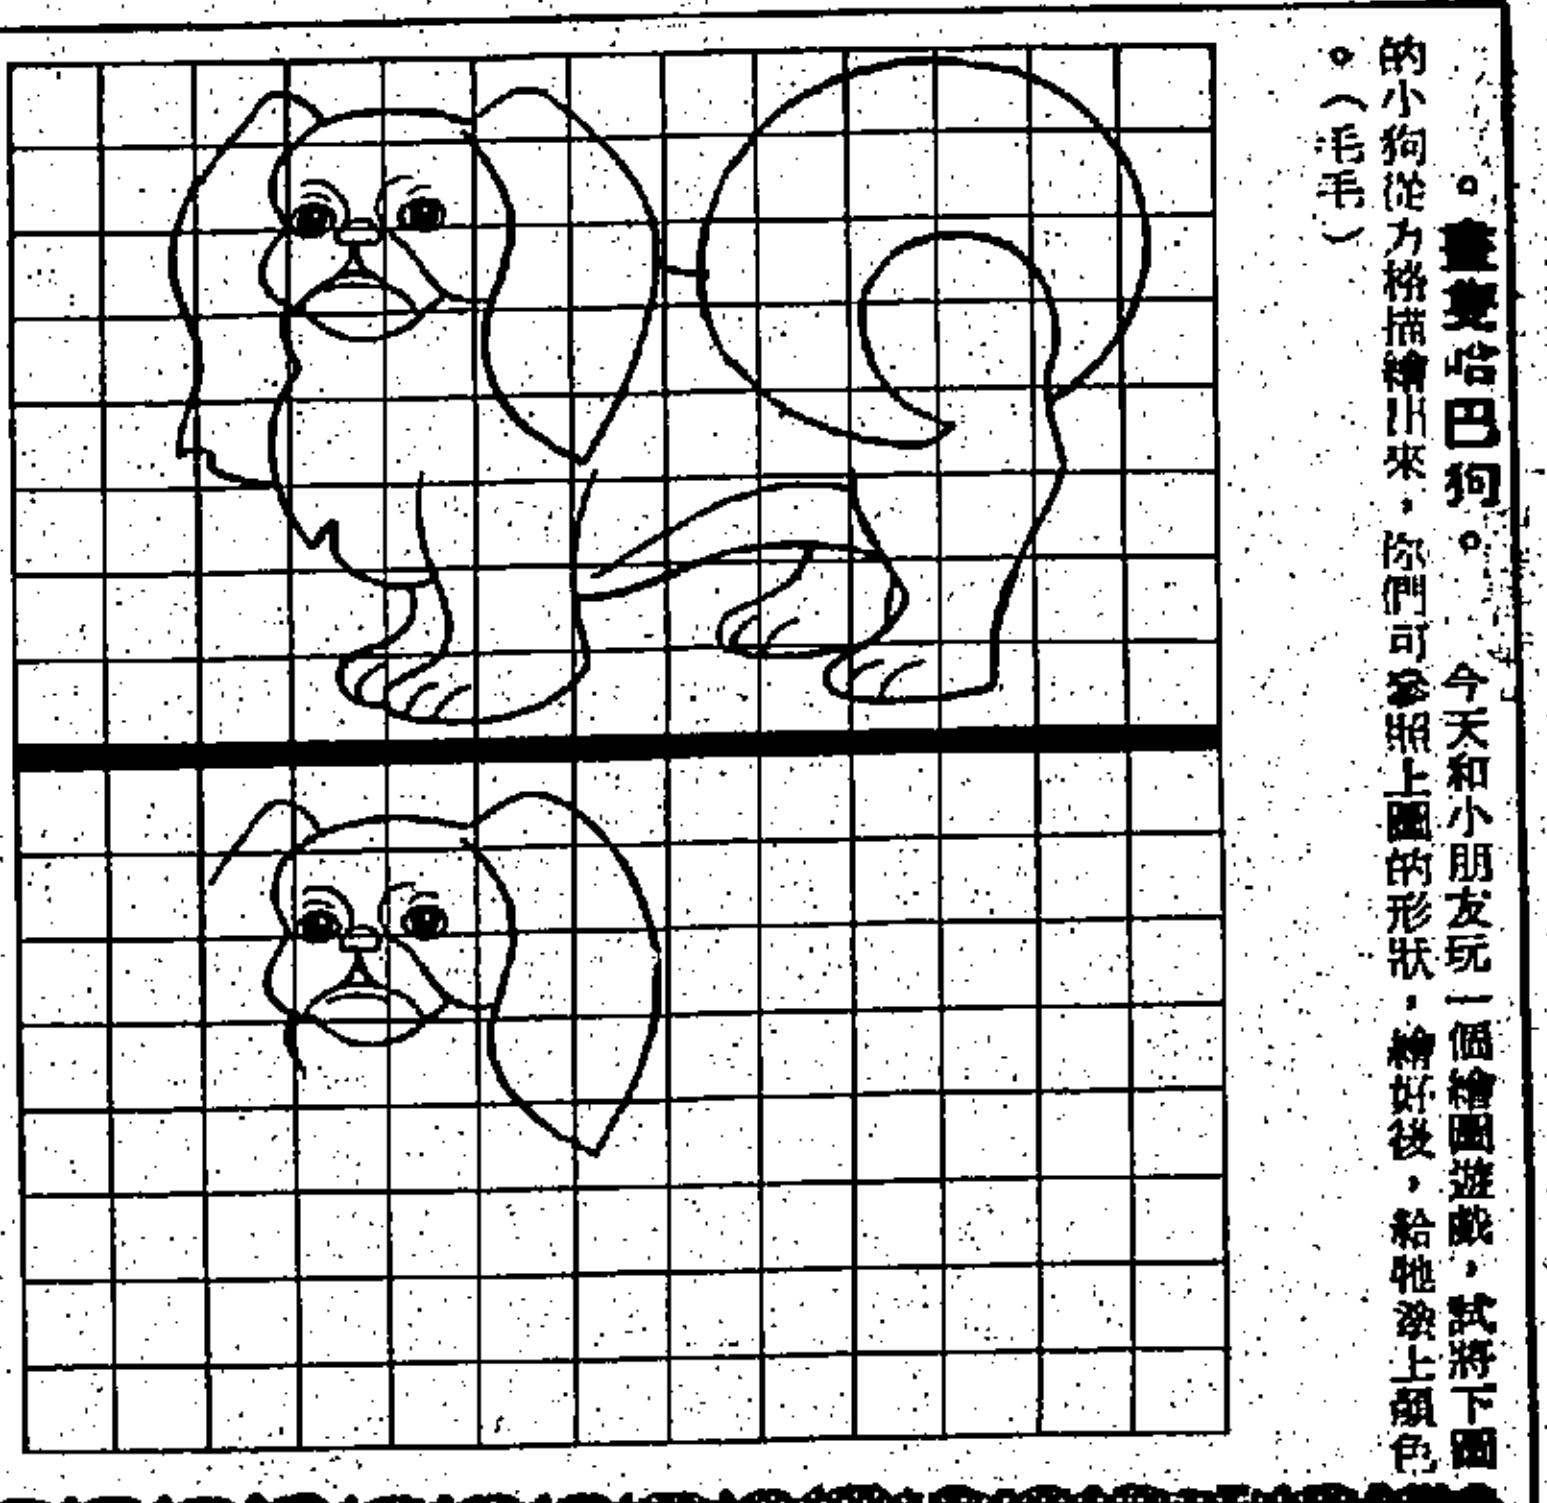 。畫隻哈巴狗。　今天和小朋友玩一個繪圖遊戲，試將下圖
的小狗從方格描繪出來，你們可參照上圖的形狀，繪好後，給牠塗上顏色
。（毛毛）